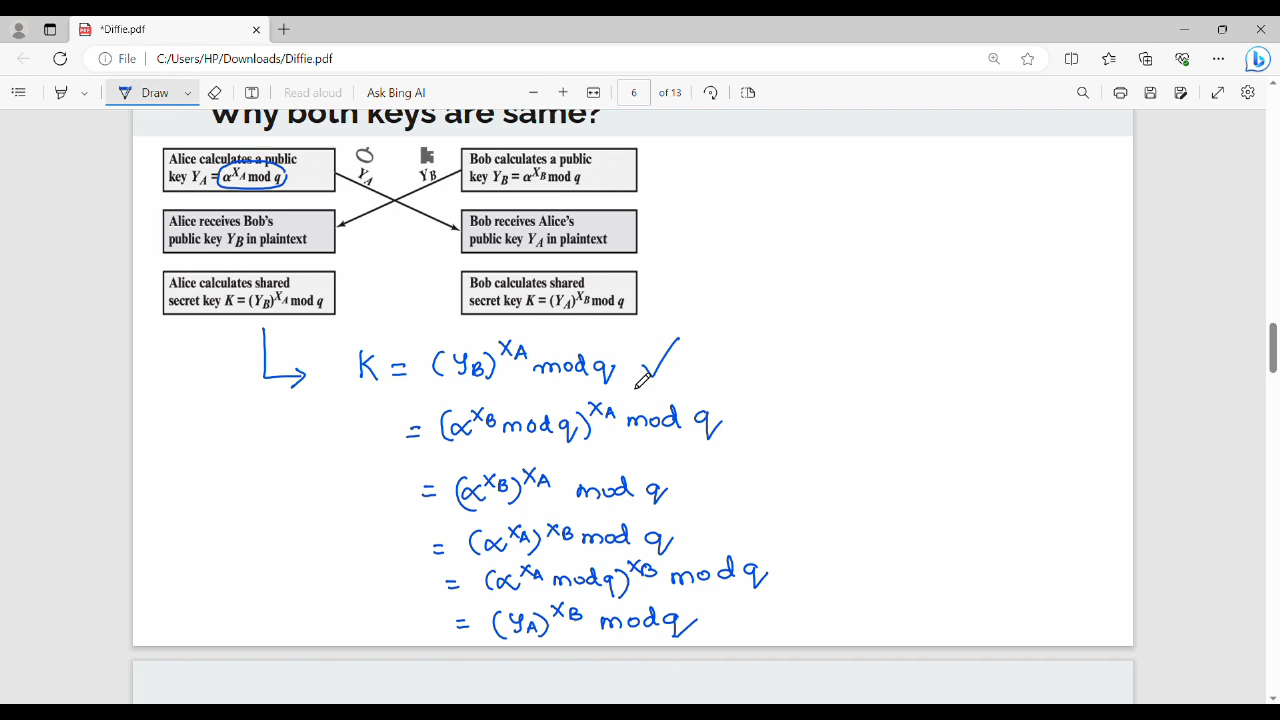 *Diffie.pdf
File C:/Users/HP/Downloads/Diffie.pdf
Draw Read aloud Ask Bing AI 6 of 13
Why both keys are same?
Alice calculates a public
key Y_A = α^{X_A} mod q
Y_A
Y_B
Bob calculates a public
key Y_B = α^{X_B} mod q
Alice receives Bob's
public key Y_B in plaintext
Bob receives Alice's
public key Y_A in plaintext
Alice calculates shared
secret key K = (Y_B)^{X_A} mod q
Bob calculates shared
secret key K = (Y_A)^{X_B} mod q
K = (Y_B)^{X_A} mod q ✓
= (α^{X_B} mod q)^{X_A} mod q
= (α^{X_B})^{X_A} mod q
= (α^{X_A})^{X_B} mod q
= (α^{X_A} mod q)^{X_B} mod q
= (Y_A)^{X_B} mod q